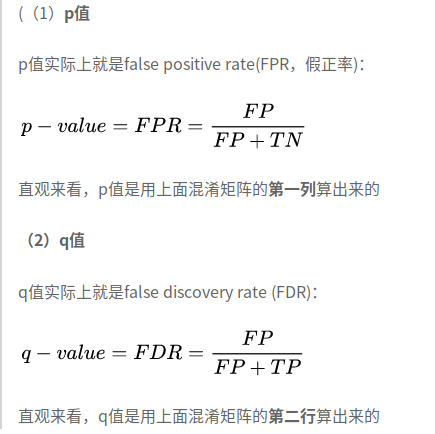 (（1）p值
p值实际上就是false positive rate(FPR，假正率)：
p − value = FPR = FP / FP + TN
直观来看，p值是用上面混淆矩阵的第一列算出来的
（2）q值
q值实际上就是false discovery rate (FDR)：
q − value = FDR = FP / FP + TP
直观来看，q值是用上面混淆矩阵的第二行算出来的